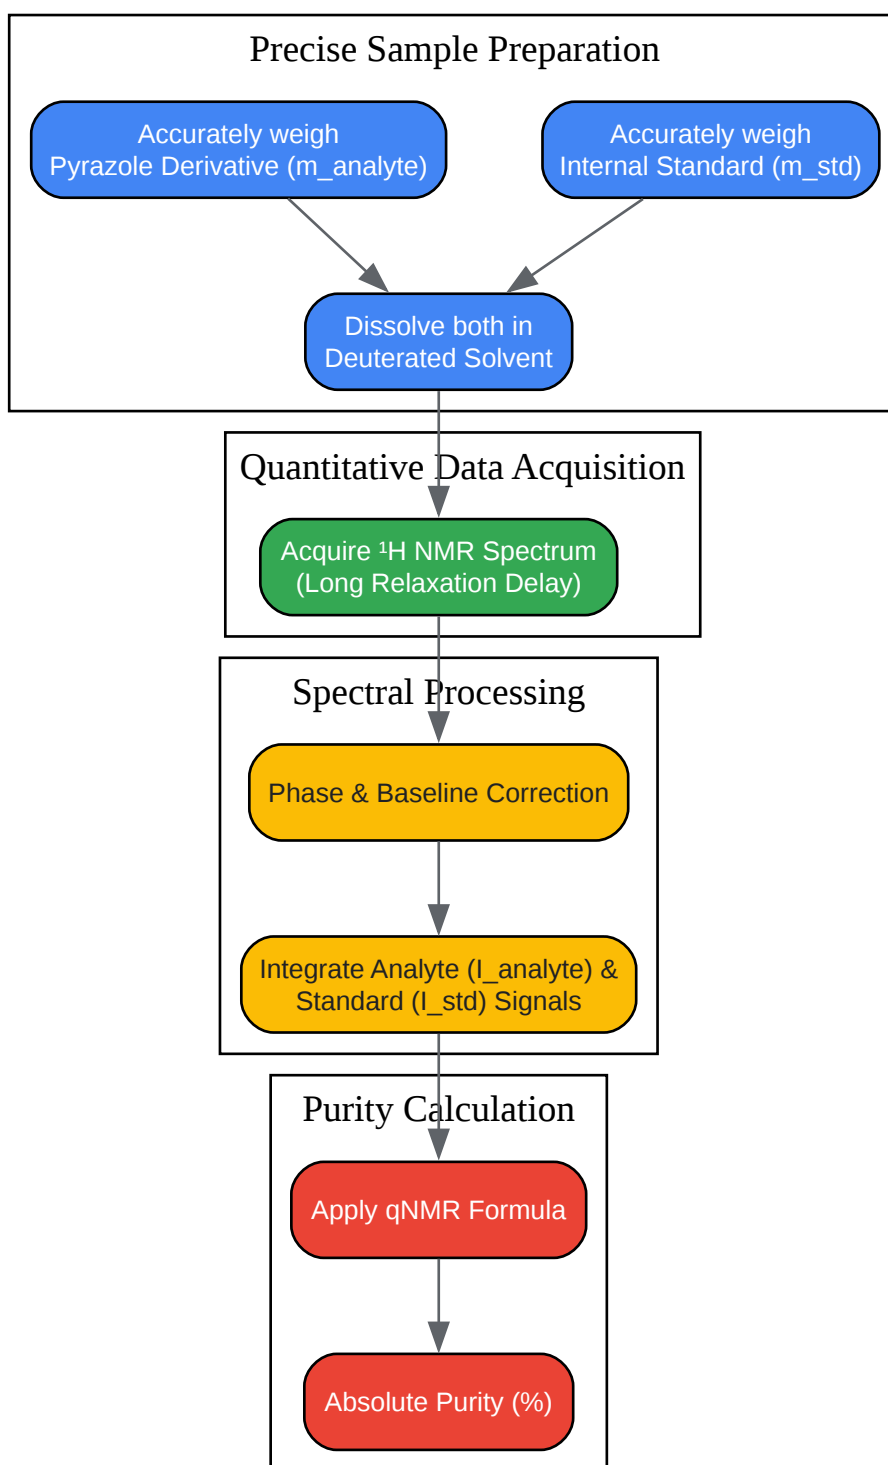 Precise Sample Preparation
Accurately weigh
Pyrazole Derivative (m_analyte)
Accurately weigh
Internal Standard (m_std)
Dissolve both in
Deuterated Solvent
Quantitative Data Acquisition
Acquire ¹H NMR Spectrum
(Long Relaxation Delay)
Spectral Processing
Phase & Baseline Correction
Integrate Analyte (I_analyte) &
Standard (I_std) Signals
Purity Calculation
Apply qNMR Formula
Absolute Purity (%)